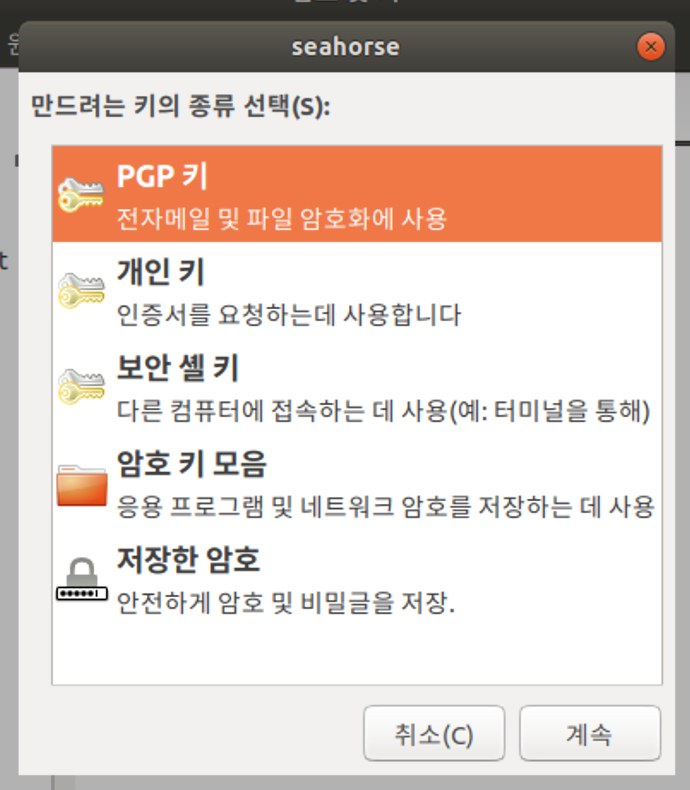 seahorse
만드려는 키의 종류 선택(S):
PGP 키
전자메일 및 파일 암호화에 사용
개인 키
인증서를 요청하는데 사용합니다
보안 셸 키
다른 컴퓨터에 접속하는 데 사용(예: 터미널을 통해)
암호 키 모음
응용 프로그램 및 네트워크 암호를 저장하는 데 사용
저장한 암호
안전하게 암호 및 비밀글을 저장.
취소(C)
계속